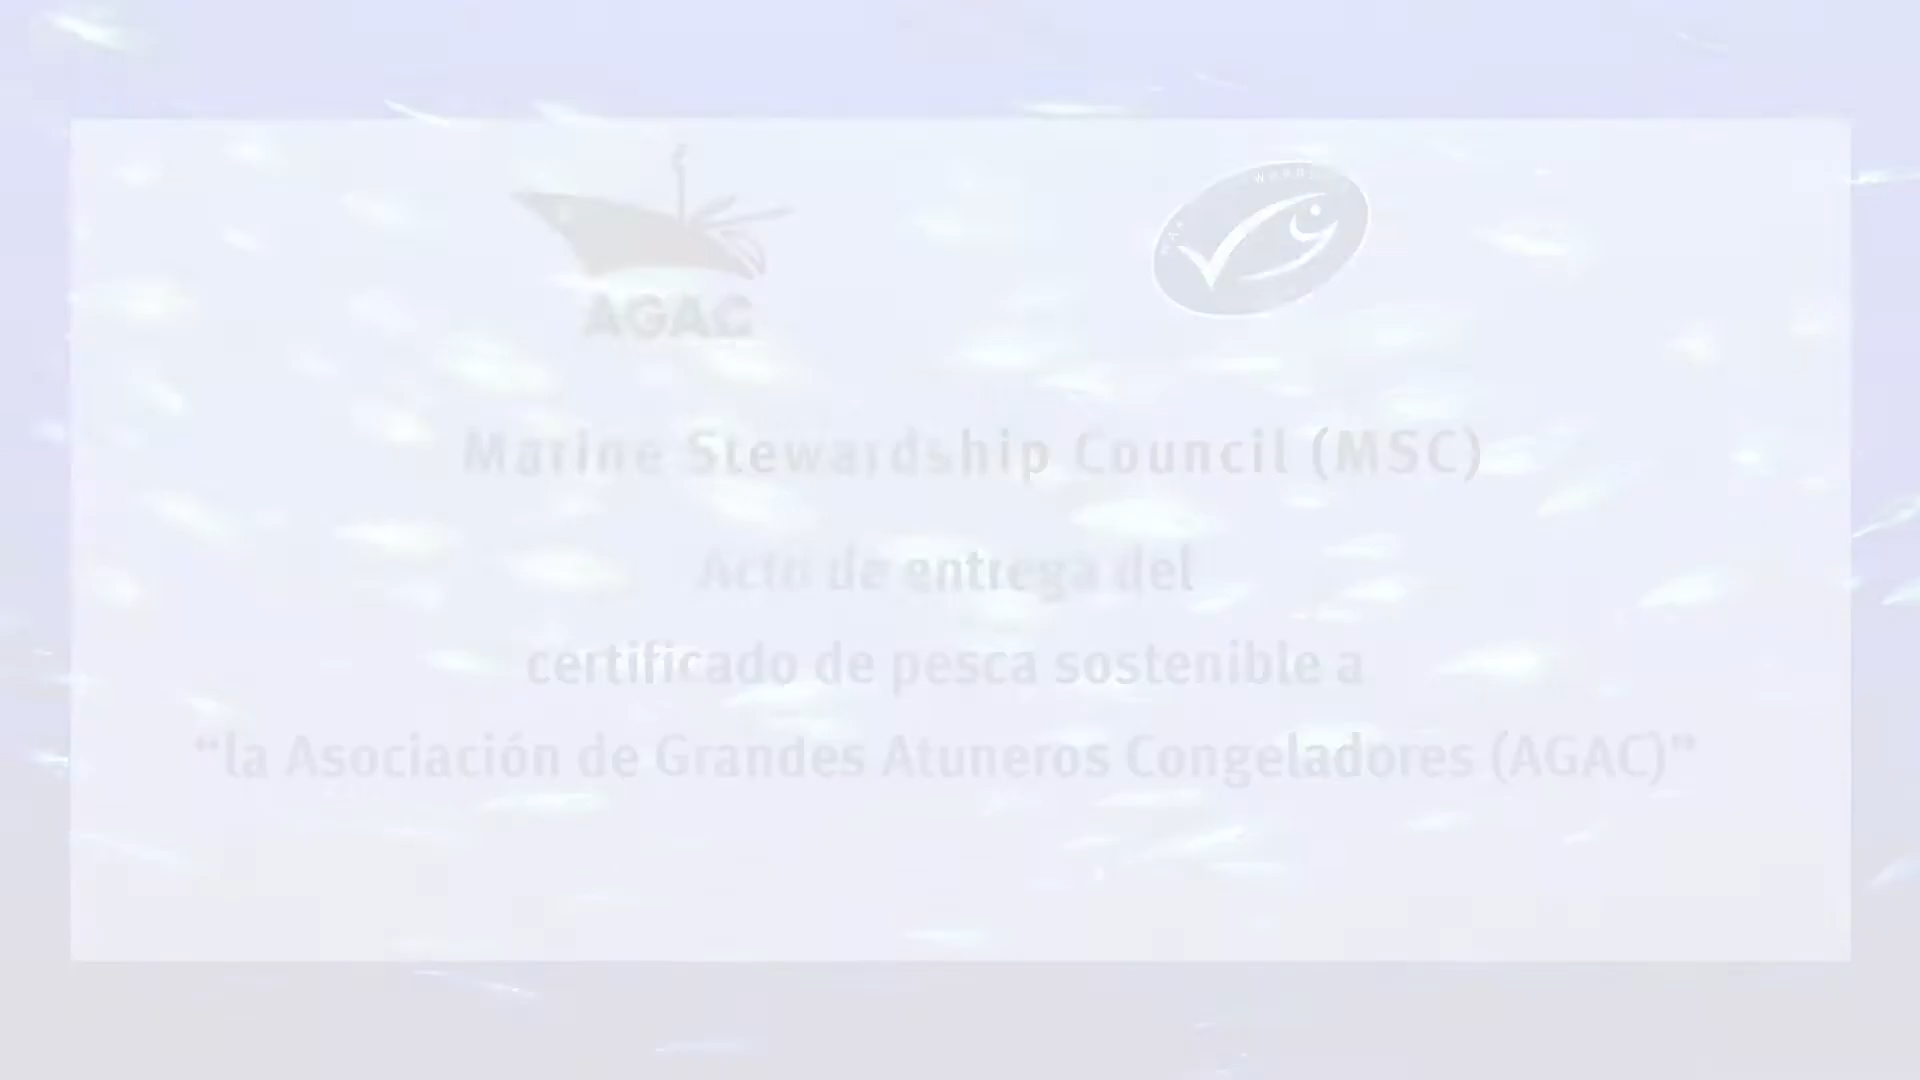 AGAC
Marine Stewardship Council (MSC)
Acto de entrega del
certificado de pesca sostenible a
“la Asociación de Grandes Atuneros Congeladores (AGAC)”